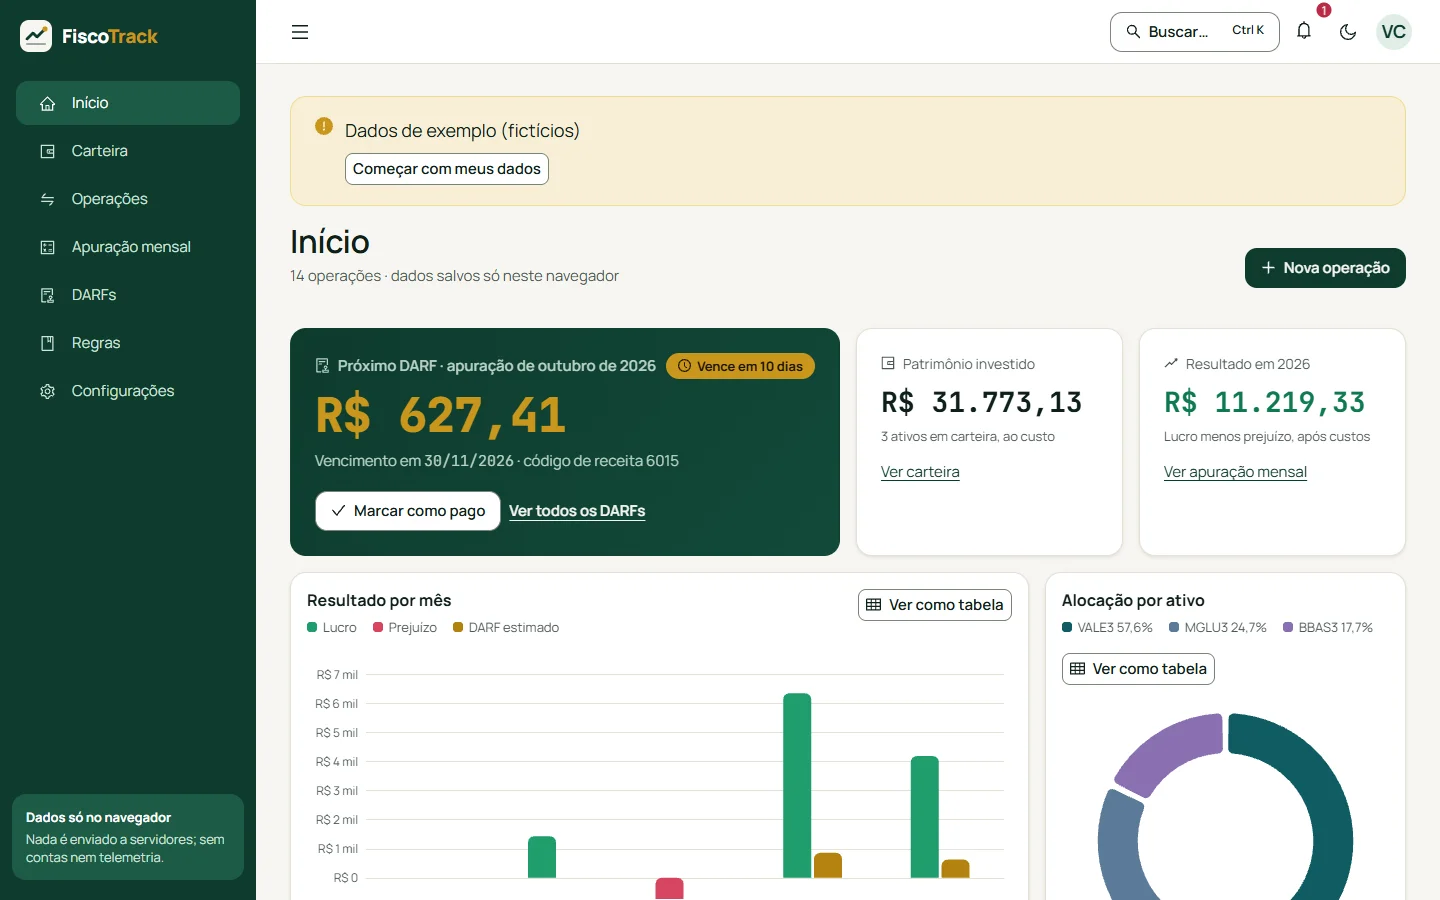 FiscoTrack
Início
Carteira
Operações
Apuração mensal
DARFs
Regras
Configurações
Dados só no navegador
Nada é enviado a servidores; sem
contas nem telemetria.
Buscar...
Ctrl K
1
VC
Dados de exemplo (fictícios)
Começar com meus dados
Início
14 operações · dados salvos só neste navegador
Nova operação
Próximo DARF · apuração de outubro de 2026
Vence em 10 dias
R$ 627,41
Vencimento em 30/11/2026 · código de receita 6015
Marcar como pago
Ver todos os DARFs
Patrimônio investido
R$ 31.773,13
3 ativos em carteira, ao custo
Ver carteira
Resultado em 2026
R$ 11.219,33
Lucro menos prejuízo, após custos
Ver apuração mensal
Resultado por mês
Lucro Prejuízo DARF estimado
Ver como tabela
R$ 7 mil
R$ 6 mil
R$ 5 mil
R$ 4 mil
R$ 3 mil
R$ 2 mil
R$ 1 mil
R$ 0
Alocação por ativo
VALE3 57,6% MGLU3 24,7% BBAS3 17,7%
Ver como tabela